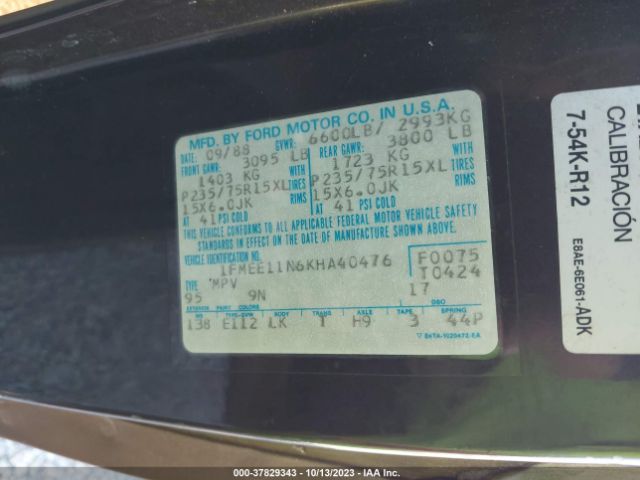 MFD. BY FORD MOTOR CO. IN U.S.A.
DATE: 09/88 GVWR: 6600LB/ 2993KG
FRONT GAWR: 3095 LB REAR GAWR: 3800 LB
1403 KG 1723 KG
P235/75R15XL TIRES P235/75R15XL TIRES
15X6.0JK RIMS 15X6.0JK RIMS
AT 41 PSI COLD AT 41 PSI COLD
THIS VEHICLE CONFORMS TO ALL APPLICABLE FEDERAL MOTOR VEHICLE SAFETY
STANDARDS IN EFFECT ON THE DATE OF MANUFACTURE SHOWN ABOVE.
VEHICLE IDENTIFICATION NO.
1FMEE11N6KHA40476 F0075
TYPE MPV T0424
95 9N 17
EXTERIOR PAINT COLORS DSO
WB TYPE-GVW BODY TRANS AXLE TAPE SPRING
138 E112 LK T H9 3 44P
CALIBRACIÓN
7-54K-R12
E8AE-6E061-ADK
000-37829343 | 10/13/2023 | IAA Inc.